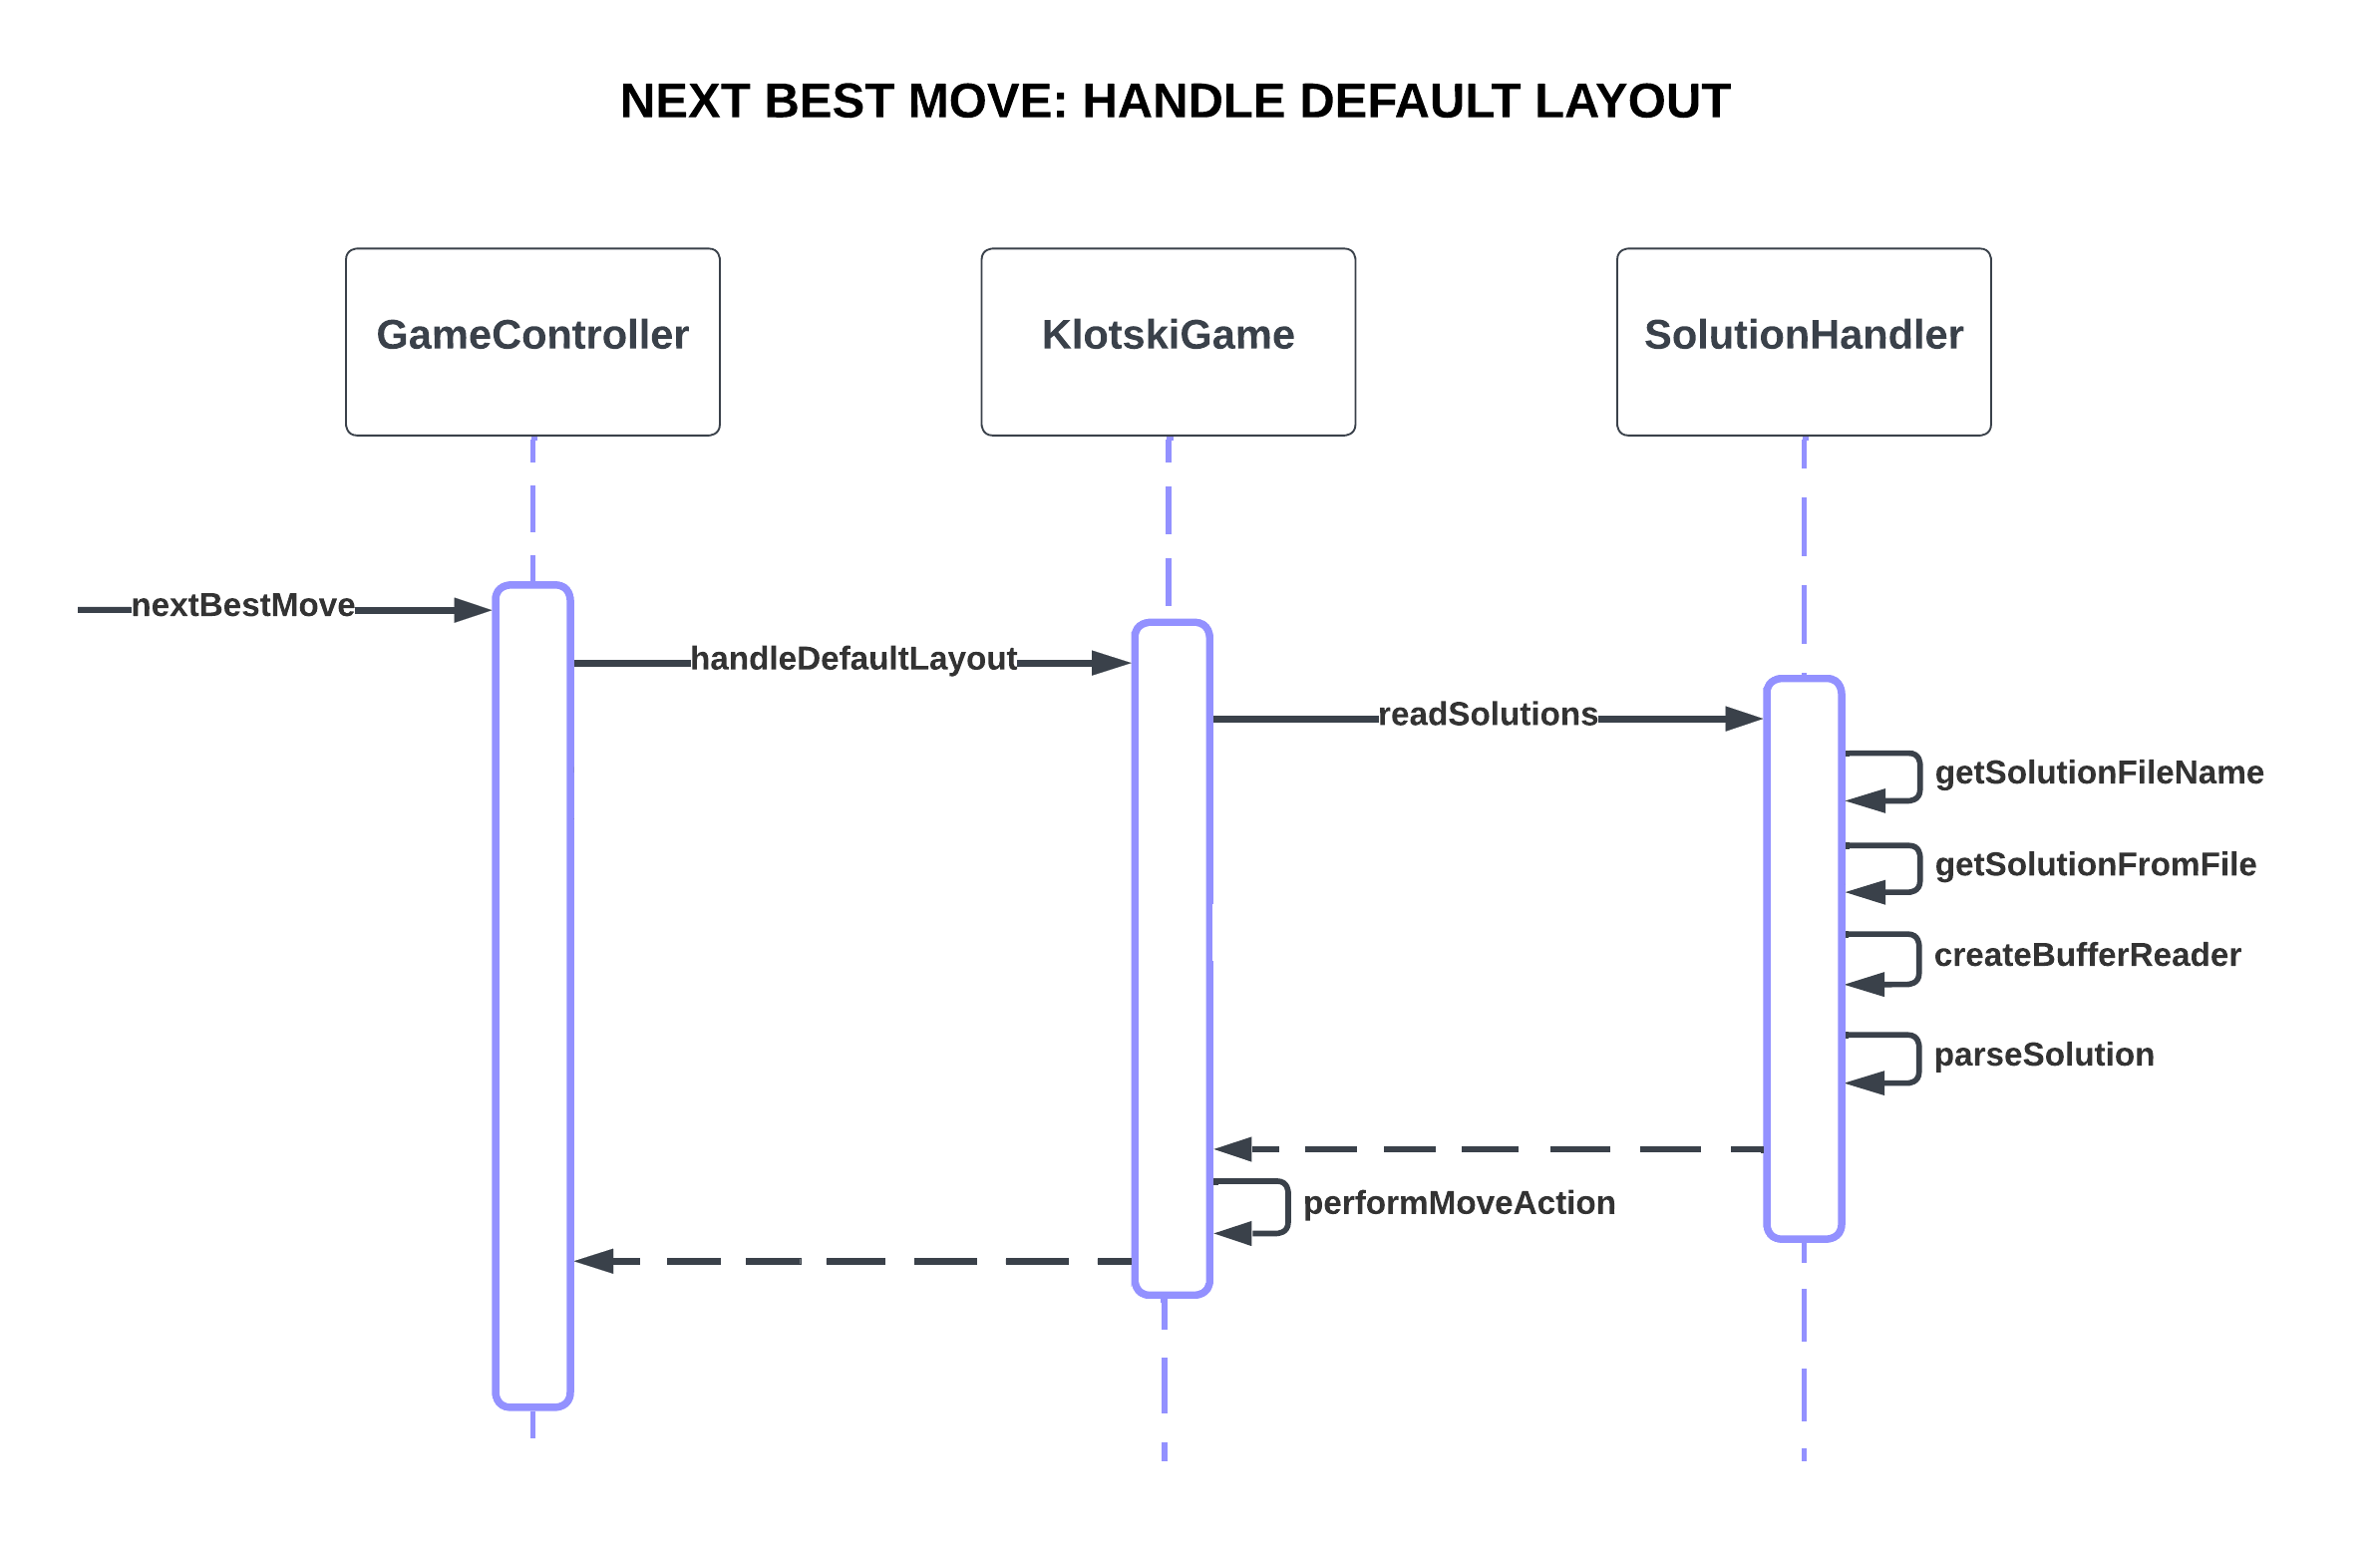 NEXT BEST MOVE: HANDLE DEFAULT LAYOUT
GameController
KlotskiGame
SolutionHandler
nextBestMove
handleDefaultLayout
readSolutions
getSolutionFileName
getSolutionFromFile
createBufferReader
parseSolution
performMoveAction